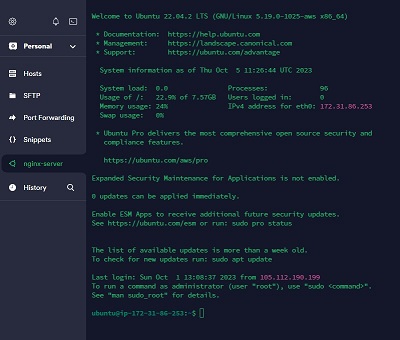 Personal
Hosts
SFTP
Port Forwarding
{} Snippets
nginx-server
History
Welcome to Ubuntu 22.04.2 LTS (GNU/Linux 5.19.0-1025-aws x86_64)
* Documentation: https://help.ubuntu.com
* Management: https://landscape.canonical.com
* Support: https://ubuntu.com/advantage
System information as of Thu Oct 5 11:26:44 UTC 2023
System load: 0.0 Processes: 96
Usage of /: 22.9% of 7.57GB Users logged in: 0
Memory usage: 24% IPv4 address for eth0: 172.31.86.253
Swap usage: 0%
* Ubuntu Pro delivers the most comprehensive open source security and
compliance features.
https://ubuntu.com/aws/pro
Expanded Security Maintenance for Applications is not enabled.
0 updates can be applied immediately.
Enable ESM Apps to receive additional future security updates.
See https://ubuntu.com/esm or run: sudo pro status
The list of available updates is more than a week old.
To check for new updates run: sudo apt update
Last login: Sun Oct 1 13:08:37 2023 from 105.112.190.199
To run a command as administrator (user "root"), use "sudo <command>".
See "man sudo_root" for details.
ubuntu@ip-172-31-86-253:~$